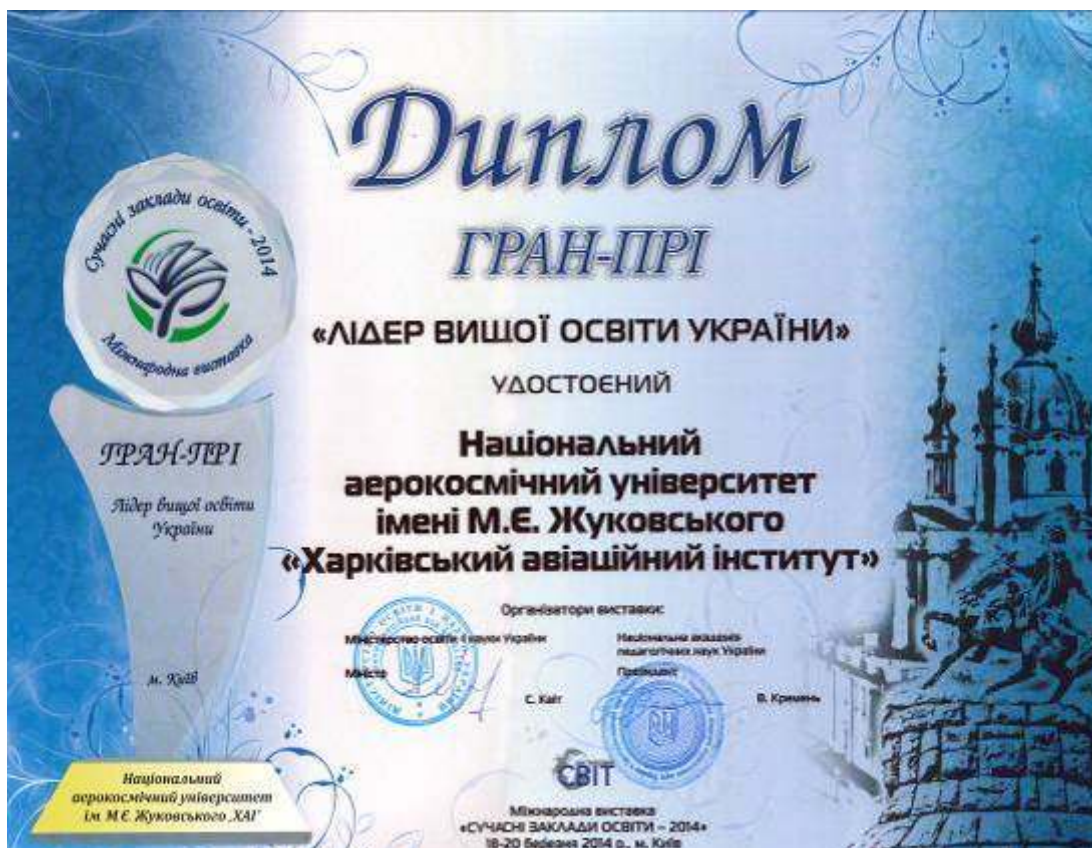 Диплом
ГРАН-ПРІ
«ЛІДЕР ВИЩОЇ ОСВІТИ УКРАЇНИ»
УДОСТОЄНИЙ
Національний
аерокосмічний університет
імені М.Є. Жуковського
«Харківський авіаційний інститут»
Сучасні заклади освіти - 2014
Міжнародна виставка
ГРАН-ПРІ
Лідер вищої освіти
України
м. Київ
Національний
аерокосмічний університет
ім. М.Є. Жуковського „ХАІ"
Організатори виставки:
Міністерство освіти і науки України
Міністр
С. Квіт
Національна академія
педагогічних наук України
Президент
В. Кремень
СВІТ
Міжнародна виставка
«СУЧАСНІ ЗАКЛАДИ ОСВІТИ – 2014»
18-20 березня 2014 р., м. Київ